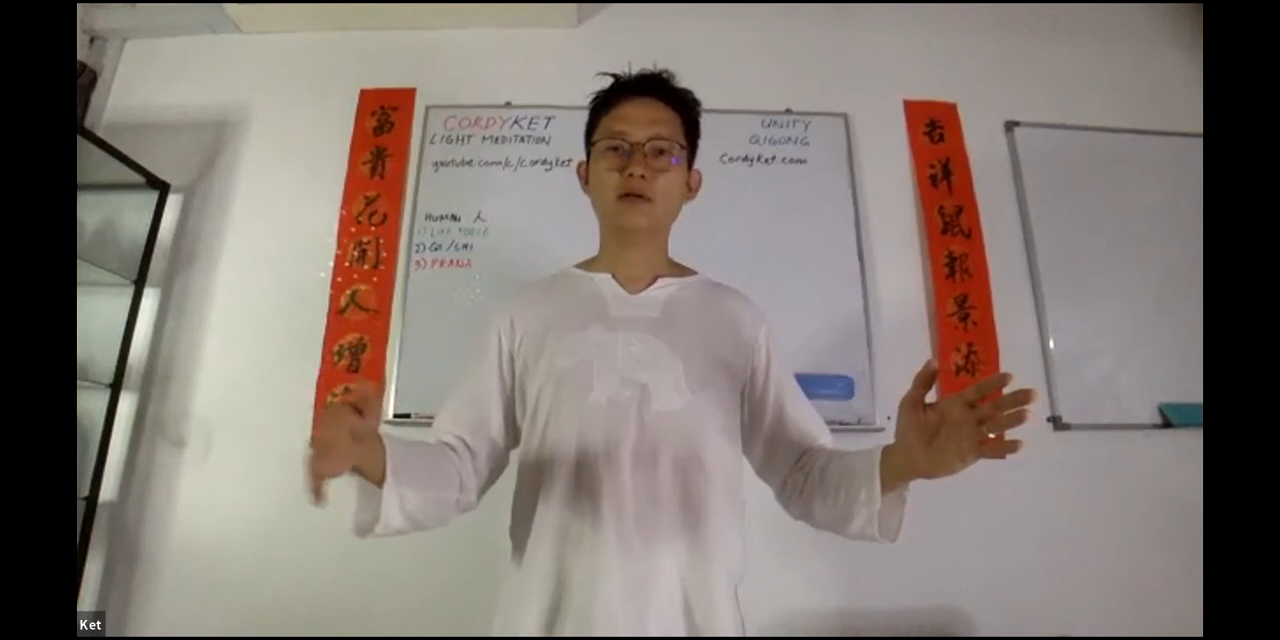 富貴花開人增
CORDYKET
LIGHT MEDITATION
youtube.com/c/cordyket
HUMAN 人
1) LIFE FORCE
2) QI / CHI
3) PRANA
UNITY
QIGONG
CordyKet.com
吉祥鼠報景添
Ket